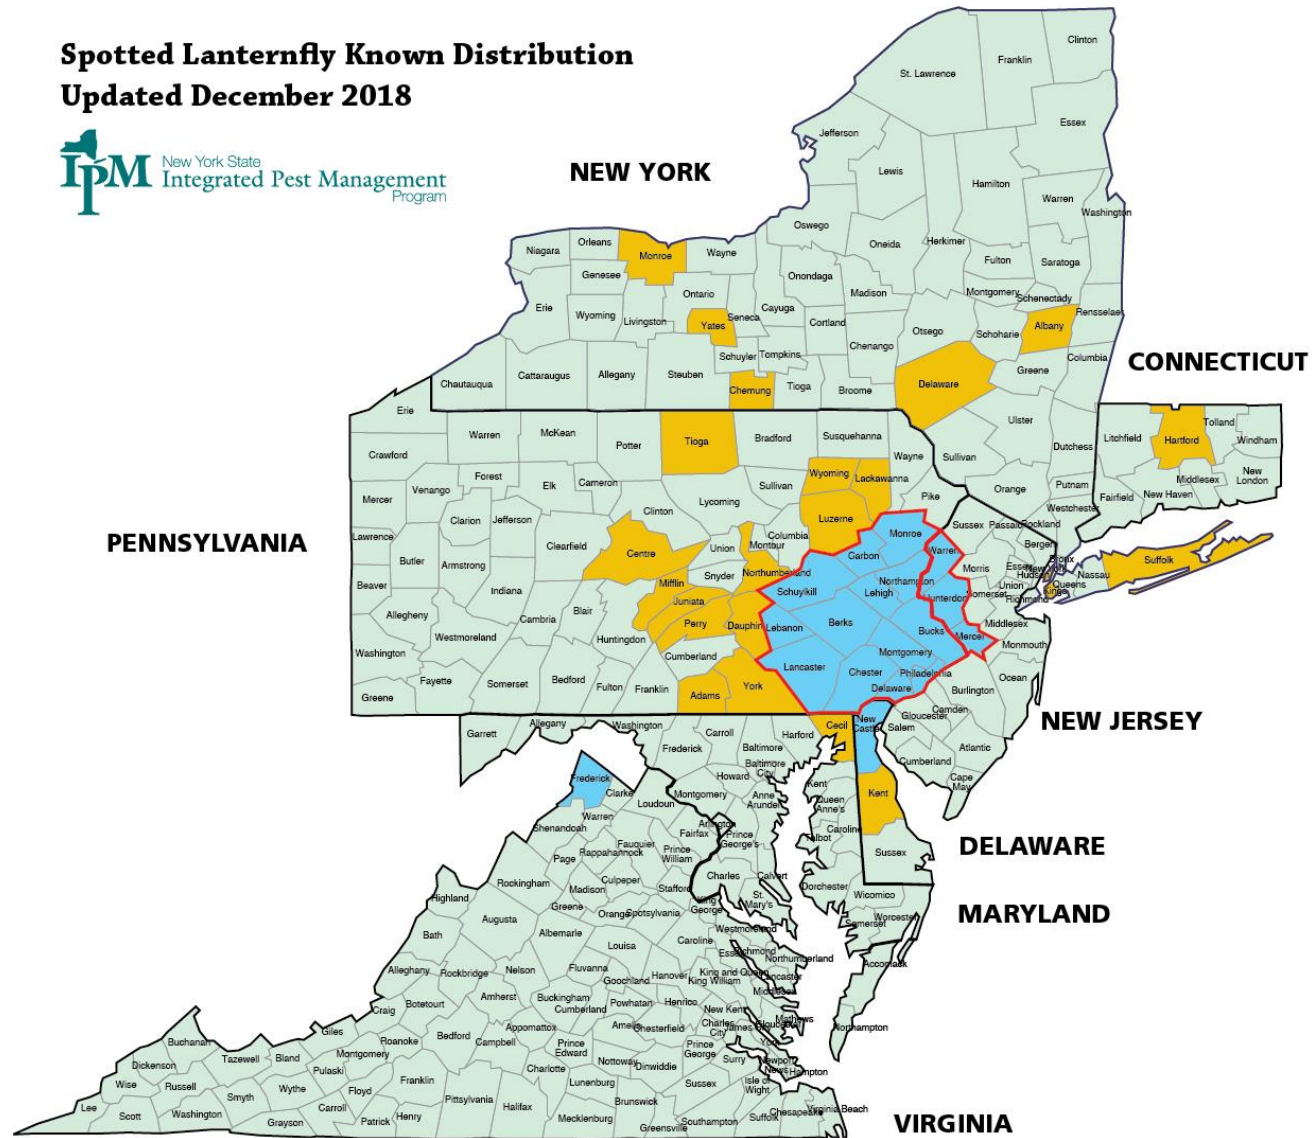 Spotted Lanternfly Known Distribution
Updated December 2018
IPM
New York State
Integrated Pest Management
Program
NEW YORK
CONNECTICUT
PENNSYLVANIA
NEW JERSEY
DELAWARE
MARYLAND
VIRGINIA
Clinton
Franklin
St. Lawrence
Essex
Jefferson
Lewis
Hamilton
Warren
Washington
Oswego
Oneida
Herkimer
Fulton
Saratoga
Niagara
Orleans
Monroe
Wayne
Genesee
Onondaga
Madison
Montgomery
Schenectady
Erie
Wyoming
Livingston
Ontario
Yates
Seneca
Cayuga
Cortland
Chenango
Otsego
Schoharie
Albany
Rensselaer
Schuyler
Tompkins
Greene
Columbia
Chautauqua
Cattaraugus
Allegany
Steuben
Chemung
Tioga
Broome
Delaware
Ulster
Dutchess
Sullivan
Orange
Putnam
Westchester
Rockland
Bronx
Queens
Kings
Nassau
Suffolk
Richmond
Litchfield
Hartford
Tolland
Windham
Fairfield
New Haven
Middlesex
New
London
Erie
Crawford
Warren
McKean
Potter
Tioga
Bradford
Susquehanna
Wayne
Mercer
Venango
Forest
Elk
Cameron
Lycoming
Sullivan
Wyoming
Lackawanna
Pike
Lawrence
Clarion
Jefferson
Clinton
Luzerne
Columbia
Monroe
Butler
Armstrong
Clearfield
Centre
Union
Montour
Carbon
Beaver
Indiana
Mifflin
Snyder
Northumberland
Schuylkill
Lehigh
Northampton
Allegheny
Cambria
Blair
Juniata
Perry
Dauphin
Lebanon
Berks
Bucks
Westmoreland
Huntingdon
Cumberland
Montgomery
Washington
Lancaster
Chester
Philadelphia
Delaware
Greene
Fayette
Somerset
Bedford
Fulton
Franklin
Adams
York
Sussex
Passaic
Bergen
Warren
Morris
Essex
Hudson
Union
Hunterdon
Somerset
Middlesex
Mercer
Monmouth
Ocean
Burlington
Camden
Gloucester
Salem
Atlantic
Cumberland
Cape
May
New
Castle
Kent
Sussex
Garrett
Allegany
Washington
Frederick
Carroll
Baltimore
Baltimore
City
Harford
Cecil
Howard
Montgomery
Anne
Arundel
Kent
Queen
Anne's
Caroline
Talbot
Prince
George's
Charles
Calvert
St.
Mary's
Dorchester
Wicomico
Somerset
Worcester
Frederick
Clarke
Loudoun
Warren
Shenandoah
Fairfax
Arlington
Fauquier
Prince
William
Page
Rappahannock
Rockingham
Madison
Culpeper
Stafford
Highland
Greene
Orange
Spotsylvania
King
George
Augusta
Albemarle
Louisa
Caroline
Westmoreland
Bath
Essex
Richmond
Northumberland
Alleghany
Rockbridge
Nelson
Fluvanna
Goochland
Hanover
King and Queen
King William
Lancaster
Middlesex
Accomack
Craig
Botetourt
Amherst
Buckingham
Cumberland
Powhatan
Henrico
New Kent
Mathews
Gloucester
Northampton
Giles
Roanoke
Bedford
Campbell
Appomattox
Amelia
Chesterfield
Charles
City
James
York
Buchanan
Dickenson
Tazewell
Bland
Montgomery
Prince
Edward
Nottoway
Dinwiddie
Prince
George
Surry
Newport
News
Hampton
Wise
Russell
Smyth
Wythe
Pulaski
Floyd
Franklin
Charlotte
Lunenburg
Sussex
Isle of
Wight
Lee
Scott
Washington
Grayson
Carroll
Patrick
Henry
Pittsylvania
Halifax
Mecklenburg
Brunswick
Greensville
Southampton
Suffolk
Chesapeake
Virginia Beach